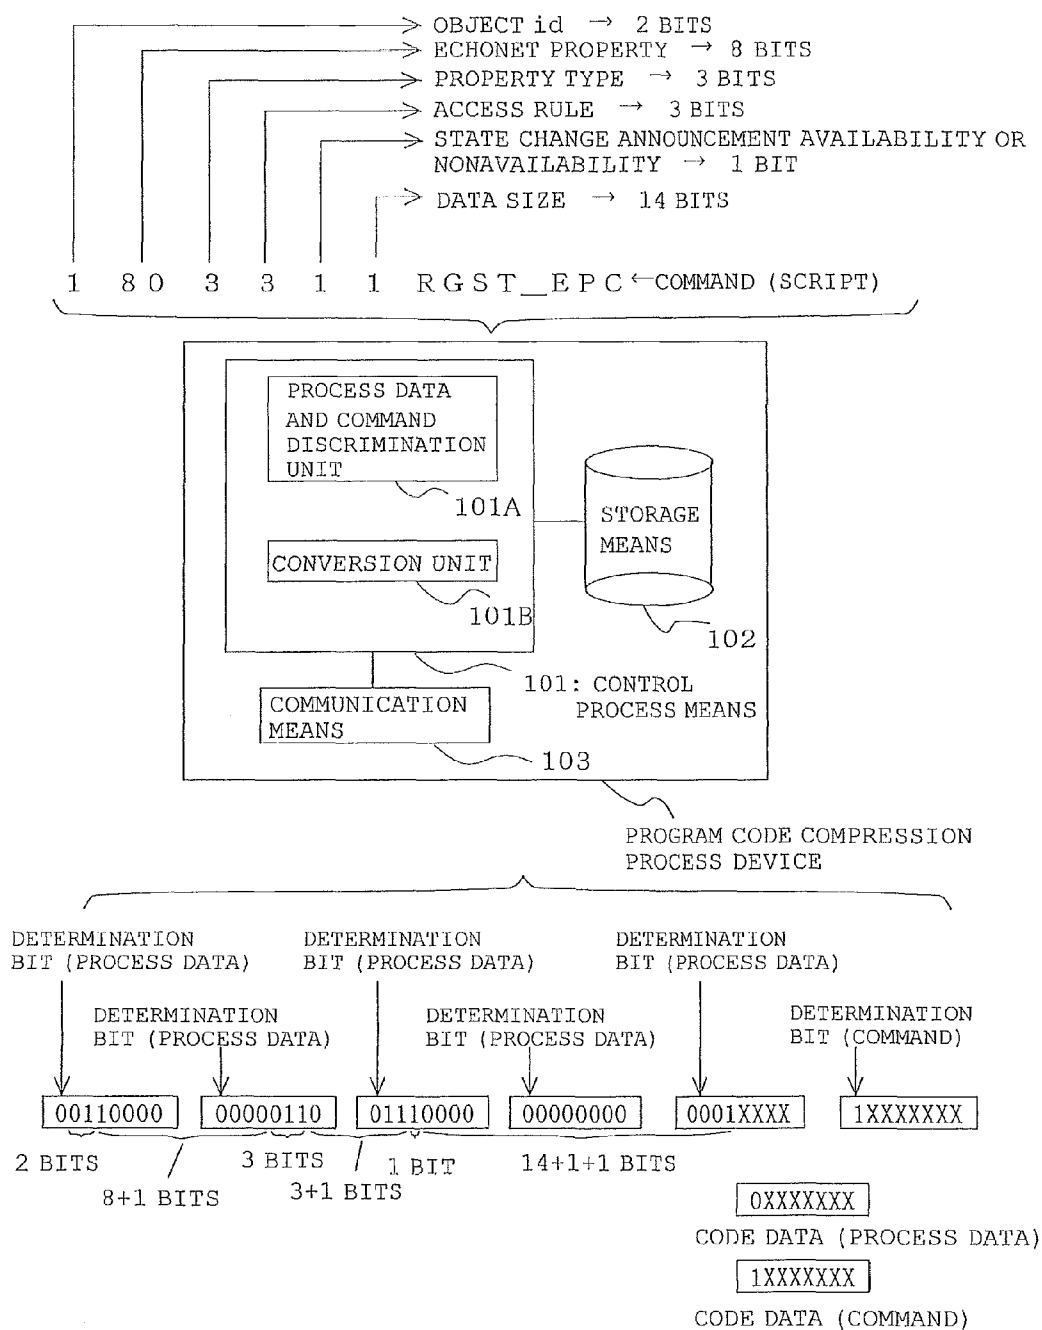 OBJECT id → 2 BITS
ECHONET PROPERTY → 8 BITS
PROPERTY TYPE → 3 BITS
ACCESS RULE → 3 BITS
STATE CHANGE ANNOUNCEMENT AVAILABILITY OR
NONAVAILABILITY → 1 BIT
DATA SIZE → 14 BITS
1 80 3 3 1 1 RGST_EPC←COMMAND (SCRIPT)
PROCESS DATA
AND COMMAND
DISCRIMINATION
UNIT
101A
CONVERSION UNIT
101B
STORAGE
MEANS
102
101: CONTROL
PROCESS MEANS
COMMUNICATION
MEANS
103
PROGRAM CODE COMPRESSION
PROCESS DEVICE
DETERMINATION
BIT (PROCESS DATA)
DETERMINATION
BIT (PROCESS DATA)
DETERMINATION
BIT (PROCESS DATA)
DETERMINATION
BIT (PROCESS DATA)
DETERMINATION
BIT (PROCESS DATA)
DETERMINATION
BIT (COMMAND)
00110000 00000110 01110000 00000000 0001XXXX 1XXXXXXX
2 BITS 3 BITS 1 BIT 14+1+1 BITS
8+1 BITS 3+1 BITS
0XXXXXXX
CODE DATA (PROCESS DATA)
1XXXXXXX
CODE DATA (COMMAND)